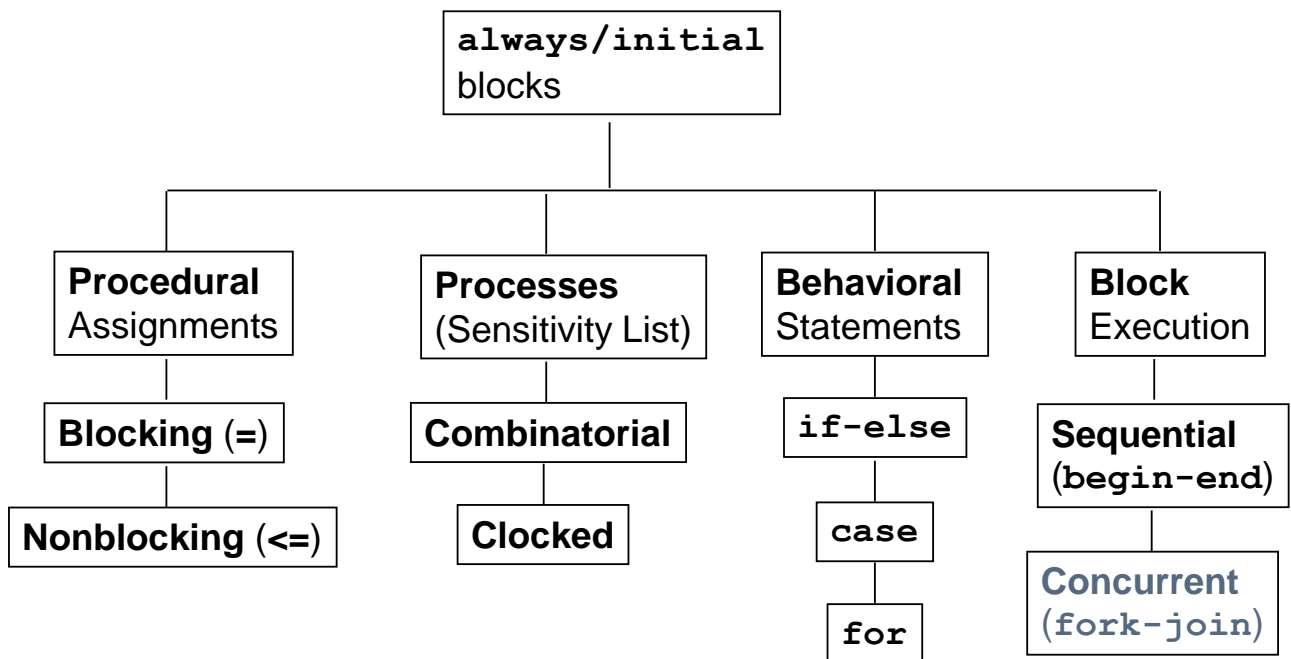 always/initial
blocks
Procedural
Assignments
Processes
(Sensitivity List)
Behavioral
Statements
Block
Execution
Blocking (=)
Combinatorial
if-else
Sequential
(begin-end)
Nonblocking (<=)
Clocked
case
Concurrent
(fork-join)
for